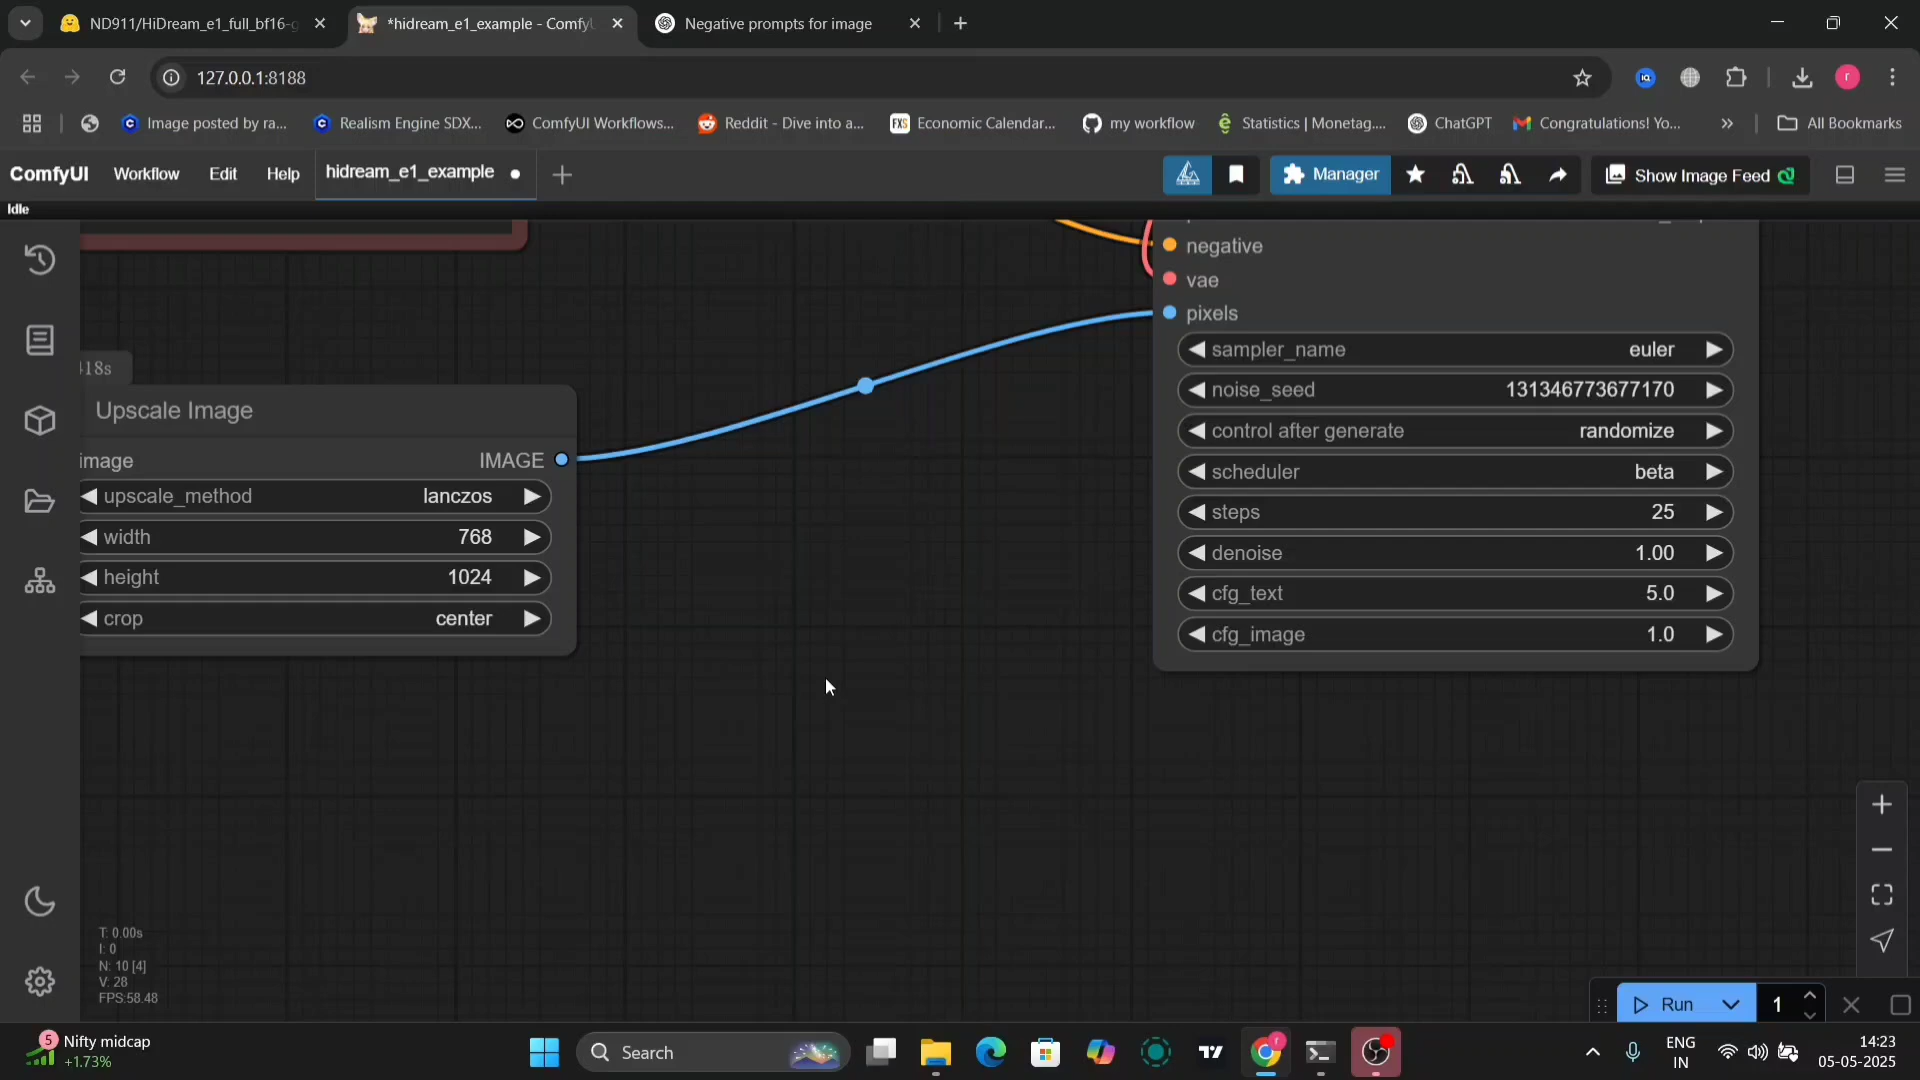 ND911/HiDream_e1_full_bf16-g
*hidream_e1_example - ComfyU
Negative prompts for image
127.0.0.1:8188
Image posted by ra...
Realism Engine SDX...
ComfyUI Workflows...
Reddit - Dive into a...
FXS
Economic Calendar...
my workflow
Statistics | Monetag....
ChatGPT
Congratulations! Yo...
All Bookmarks
ComfyUI
Workflow
Edit
Help
hidream_e1_example
Manager
Show Image Feed
Idle
negative
vae
pixels
sampler_name euler
noise_seed 131346773677170
control after generate randomize
scheduler beta
steps 25
denoise 1.00
cfg_text 5.0
cfg_image 1.0
418s
Upscale Image
image IMAGE
upscale_method lanczos
width 768
height 1024
crop center
T: 0.00s
I: 0
N: 10 [4]
V: 28
FPS:58.48
Run 1
5
Nifty midcap
+1.73%
Search
ENG
IN
14:23
05-05-2025